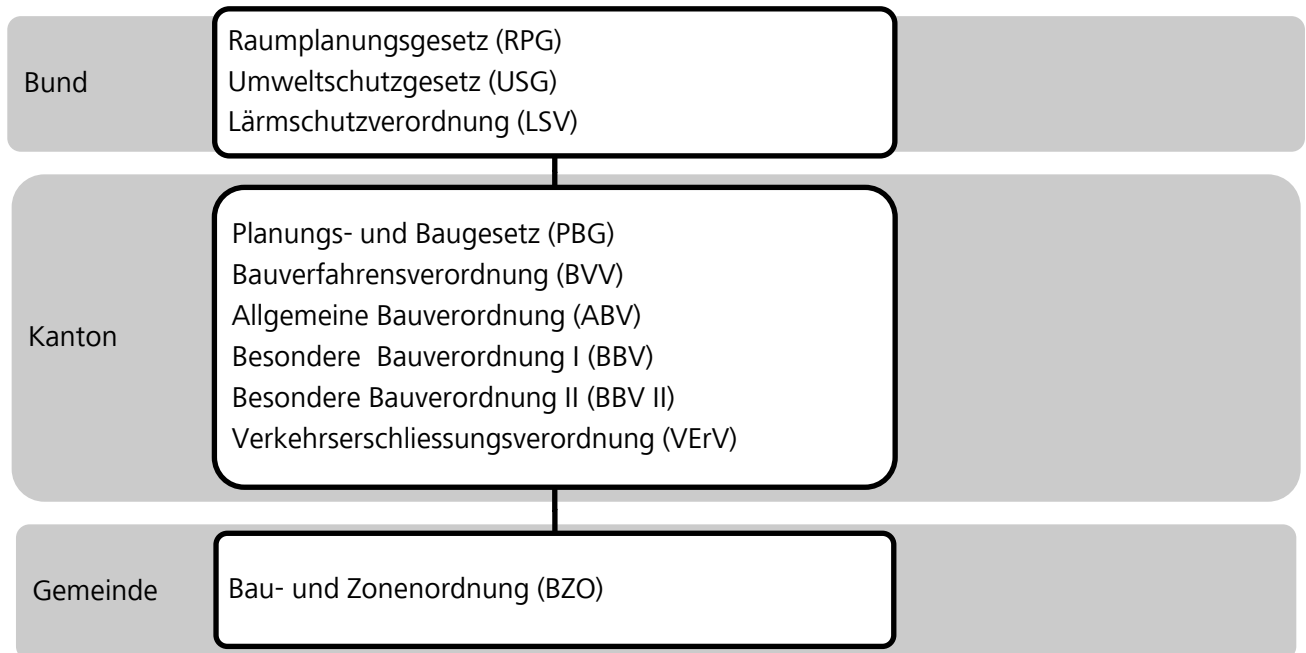 Bund
Raumplanungsgesetz (RPG)
Umweltschutzgesetz (USG)
Lärmschutzverordnung (LSV)
Kanton
Planungs- und Baugesetz (PBG)
Bauverfahrensverordnung (BVV)
Allgemeine Bauverordnung (ABV)
Besondere  Bauverordnung I (BBV)
Besondere Bauverordnung II (BBV II)
Verkehrserschliessungsverordnung (VErV)
Gemeinde
Bau- und Zonenordnung (BZO)